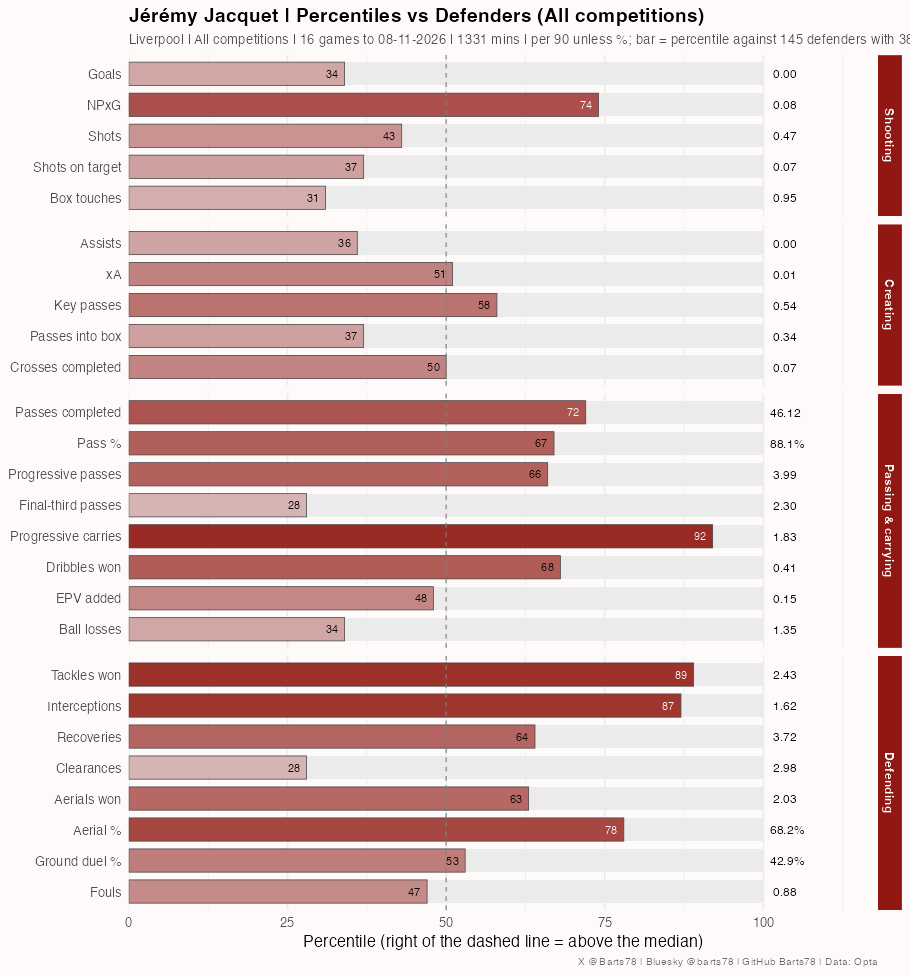 Jérémy Jacquet | Percentiles vs Defenders (All competitions)
Liverpool | All competitions | 16 games to 08-11-2026 | 1331 mins | per 90 unless %; bar = percentile against 145 defenders with 38
Goals 34 0.00
NPxG 74 0.08
Shots 43 0.47
Shots on target 37 0.07
Box touches 31 0.95
Shooting
Assists 36 0.00
xA 51 0.01
Key passes 58 0.54
Passes into box 37 0.34
Crosses completed 50 0.07
Creating
Passes completed 72 46.12
Pass % 67 88.1%
Progressive passes 66 3.99
Final-third passes 28 2.30
Progressive carries 92 1.83
Dribbles won 68 0.41
EPV added 48 0.15
Ball losses 34 1.35
Passing & carrying
Tackles won 89 2.43
Interceptions 87 1.62
Recoveries 64 3.72
Clearances 28 2.98
Aerials won 63 2.03
Aerial % 78 68.2%
Ground duel % 53 42.9%
Fouls 47 0.88
Defending
0 25 50 75 100
Percentile (right of the dashed line = above the median)
X @Barts78 | Bluesky @barts78 | GitHub Barts78 | Data: Opta